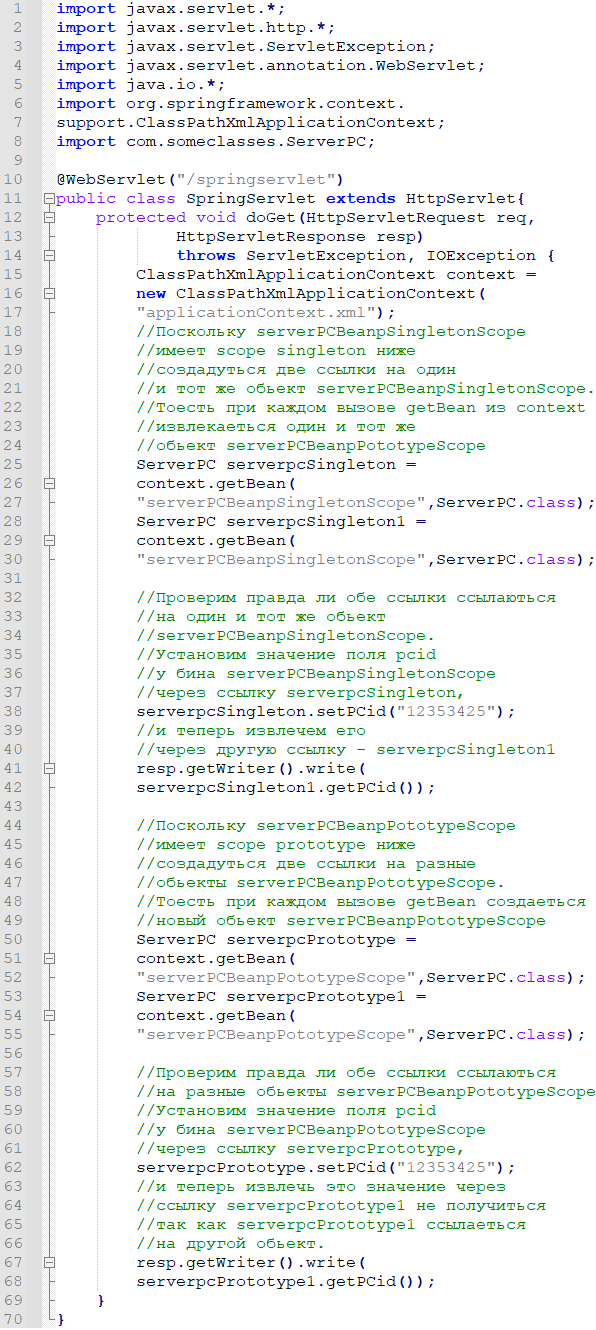 1 import javax.servlet.*;
2 import javax.servlet.http.*;
3 import javax.servlet.ServletException;
4 import javax.servlet.annotation.WebServlet;
5 import java.io.*;
6 import org.springframework.context.
7 support.ClassPathXmlApplicationContext;
8 import com.someclasses.ServerPC;
9
10 @WebServlet("/springservlet")
11 public class SpringServlet extends HttpServlet{
12 protected void doGet(HttpServletRequest req,
13 HttpServletResponse resp)
14 throws ServletException, IOException {
15 ClassPathXmlApplicationContext context =
16 new ClassPathXmlApplicationContext(
17 "applicationContext.xml");
18 //Поскольку serverPCBeanpSingletonScope
19 //имеет scope singleton ниже
20 //создадуться две ссылки на один
21 //и тот же обьект serverPCBeanpSingletonScope.
22 //Тоесть при каждом вызове getBean из context
23 //извлекаеться один и тот же
24 //обьект serverPCBeanpPototypeScope
25 ServerPC serverpcSingleton =
26 context.getBean(
27 "serverPCBeanpSingletonScope",ServerPC.class);
28 ServerPC serverpcSingleton1 =
29 context.getBean(
30 "serverPCBeanpSingletonScope",ServerPC.class);
31
32 //Проверим правда ли обе ссылки ссылаються
33 //на один и тот же обьект
34 //serverPCBeanpSingletonScope.
35 //Установим значение поля pcid
36 //у бина serverPCBeanpSingletonScope
37 //через ссылку serverpcSingleton,
38 serverpcSingleton.setPCid("12353425");
39 //и теперь извлечем его
40 //через другую ссылку – serverpcSingleton1
41 resp.getWriter().write(
42 serverpcSingleton1.getPCid());
43
44 //Поскольку serverPCBeanpPototypeScope
45 //имеет scope prototype ниже
46 //создадуться две ссылки на разные
47 //обьекты serverPCBeanpPototypeScope.
48 //Тоесть при каждом вызове getBean создаеться
49 //новый обьект serverPCBeanpPototypeScope
50 ServerPC serverpcPrototype =
51 context.getBean(
52 "serverPCBeanpPototypeScope",ServerPC.class);
53 ServerPC serverpcPrototype1 =
54 context.getBean(
55 "serverPCBeanpPototypeScope",ServerPC.class);
56
57 //Проверим правда ли обе ссылки ссылаються
58 //на разные обьекты serverPCBeanpPototypeScope
59 //Установим значение поля pcid
60 //у бина serverPCBeanpPototypeScope
61 //через ссылку serverpcPrototype,
62 serverpcPrototype.setPCid("12353425");
63 //и теперь извлечь это значение через
64 //ссылку serverpcPrototype1 не получиться
65 //так как serverpcPrototype1 ссылаеться
66 //на другой обьект.
67 resp.getWriter().write(
68 serverpcPrototype1.getPCid());
69 }
70 }